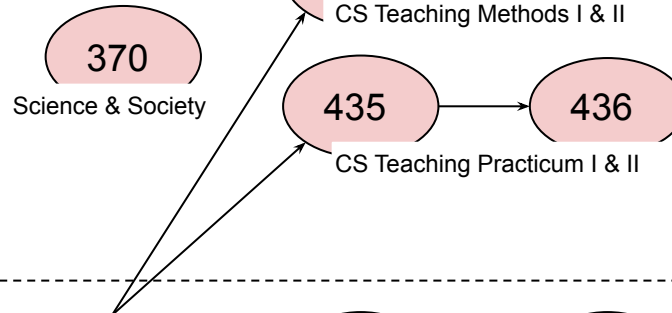 CS Teaching Methods I & II
370
Science & Society
435
436
CS Teaching Practicum I & II